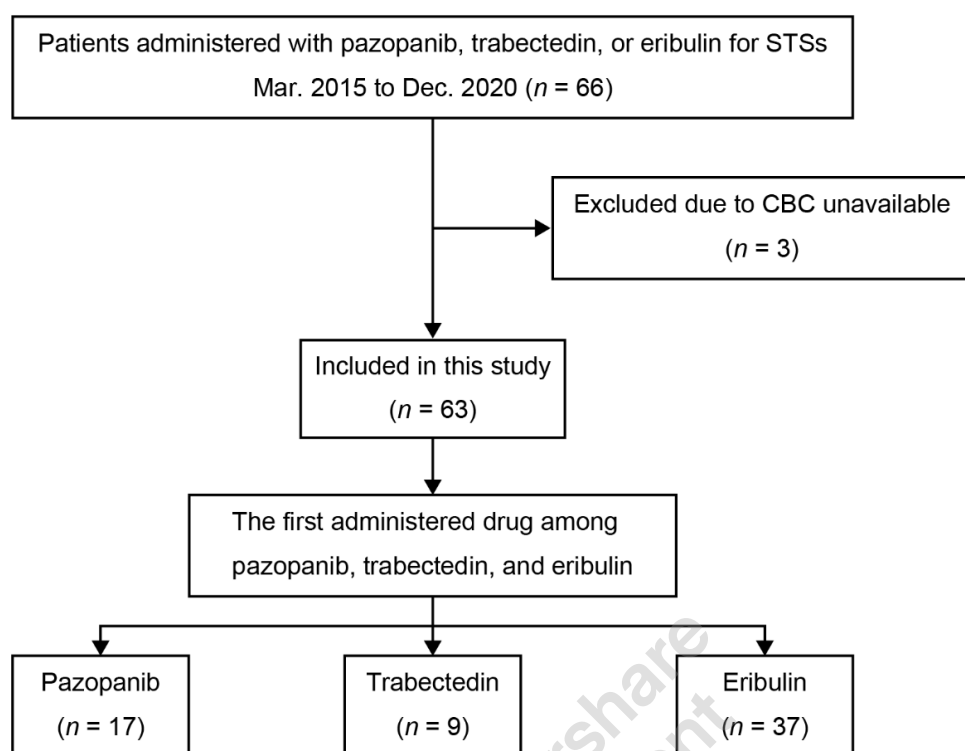 Patients administered with pazopanib, trabectedin, or eribulin for STSs
Mar. 2015 to Dec. 2020 (n = 66)
Excluded due to CBC unavailable
(n = 3)
Included in this study
(n = 63)
The first administered drug among
pazopanib, trabectedin, and eribulin
Pazopanib
(n = 17)
Trabectedin
(n = 9)
Eribulin
(n = 37)